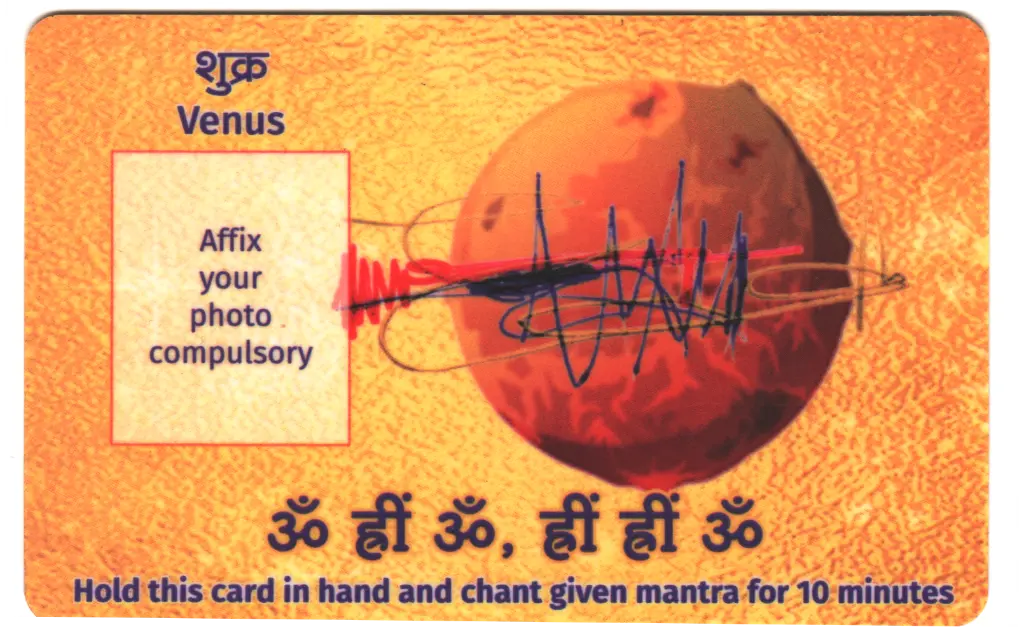 शुक्र
Venus
Affix
your
photo
compulsory
ॐ ह्रीं ॐ, ह्रीं ह्रीं ॐ
Hold this card in hand and chant given mantra for 10 minutes